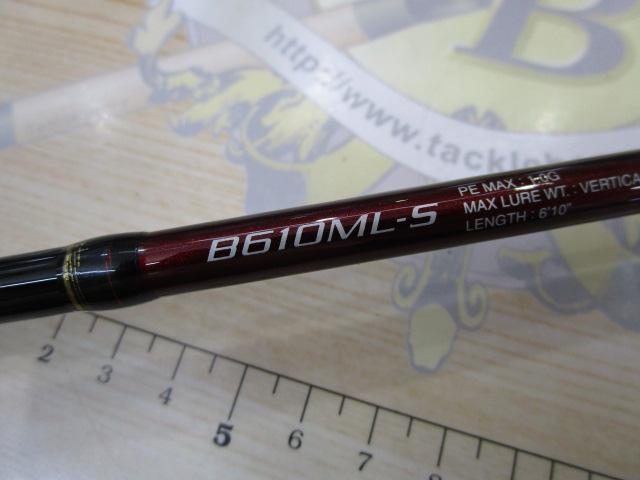 B
http://www.tackle
B610ML-S
PE MAX :
MAX LURE WT. : VERTICA
LENGTH : 6'10"
2 3 4 5 6 7 8